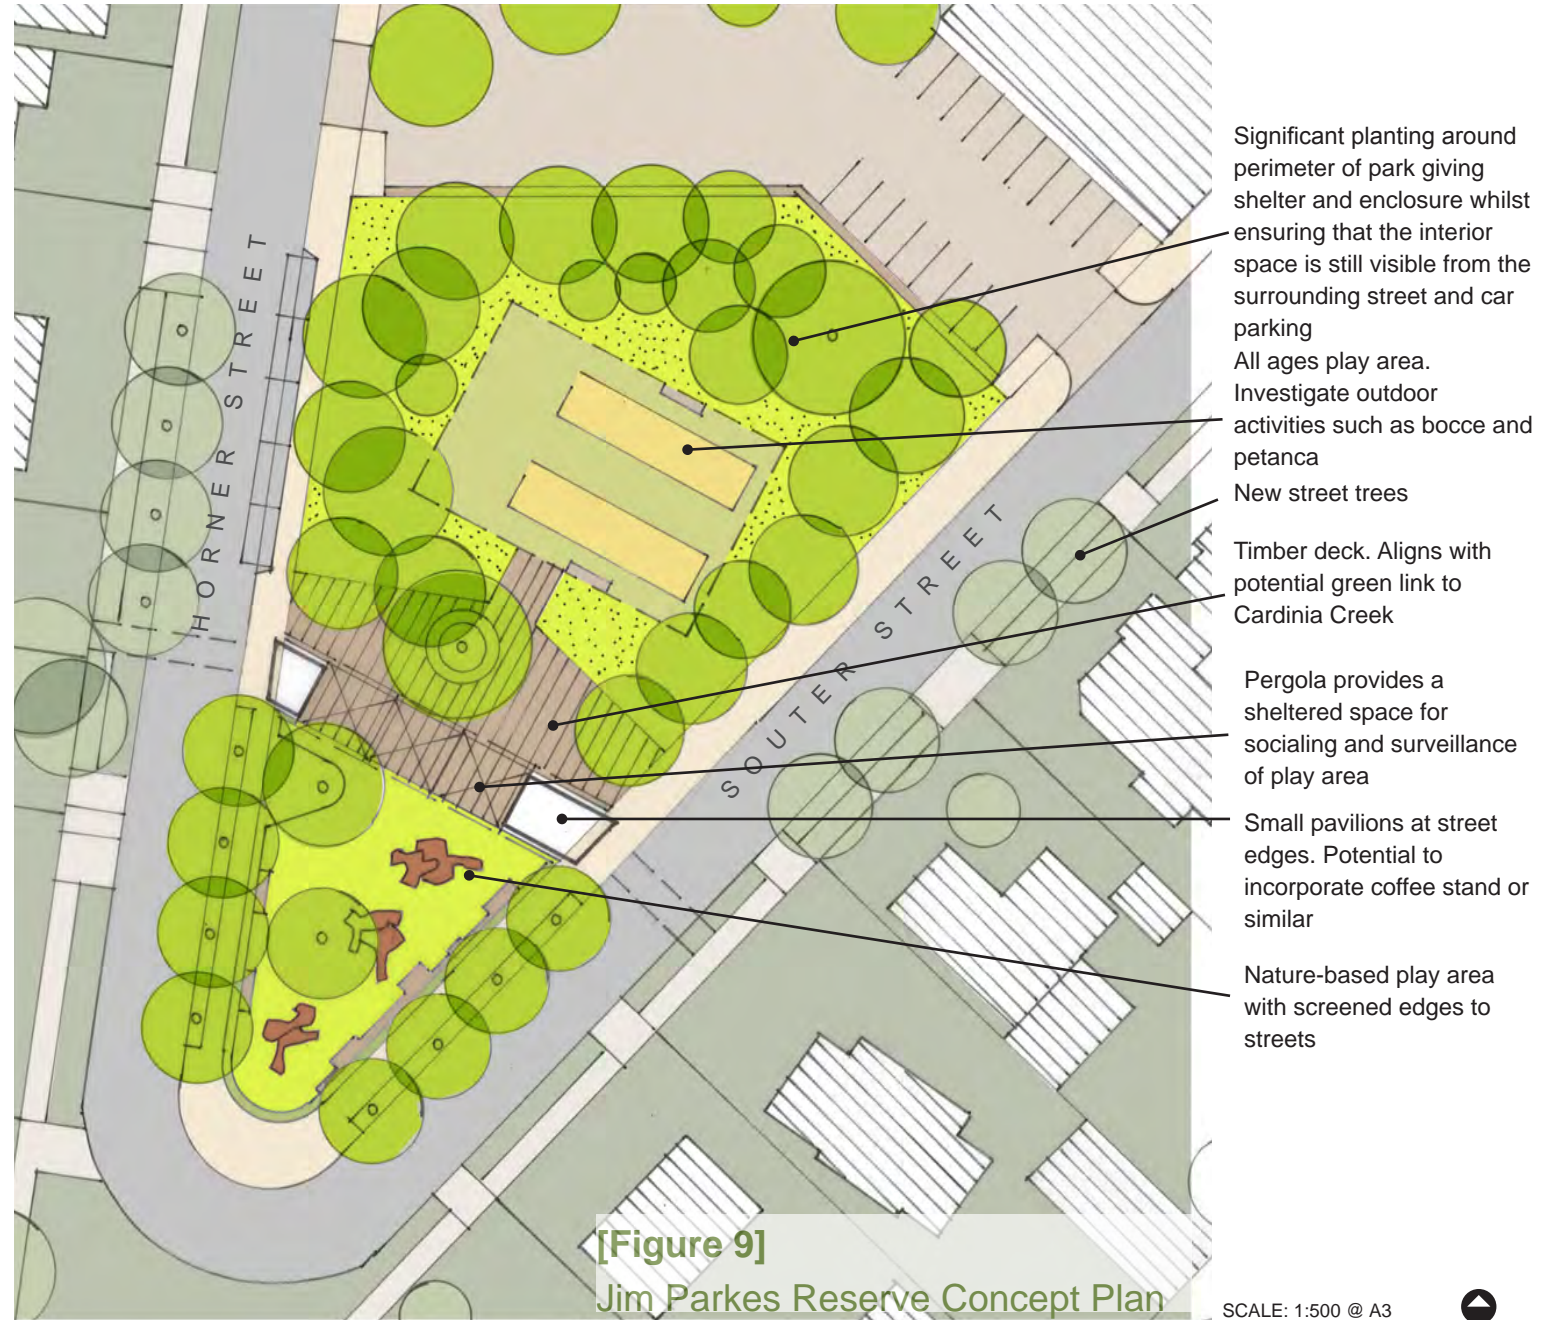 Significant planting around
perimeter of park giving
shelter and enclosure whilst
ensuring that the interior
space is still visible from the
surrounding street and car
parking
All ages play area.
Investigate outdoor
activities such as bocce and
petanca
New street trees
Timber deck. Aligns with
potential green link to
Cardinia Creek
Pergola provides a
sheltered space for
socialing and surveillance
of play area
Small pavilions at street
edges. Potential to
incorporate coffee stand or
similar
Nature-based play area
with screened edges to
streets
HORNER STREET
SOUTER STREET
[Figure 9]
Jim Parkes Reserve Concept Plan
SCALE: 1:500 @ A3